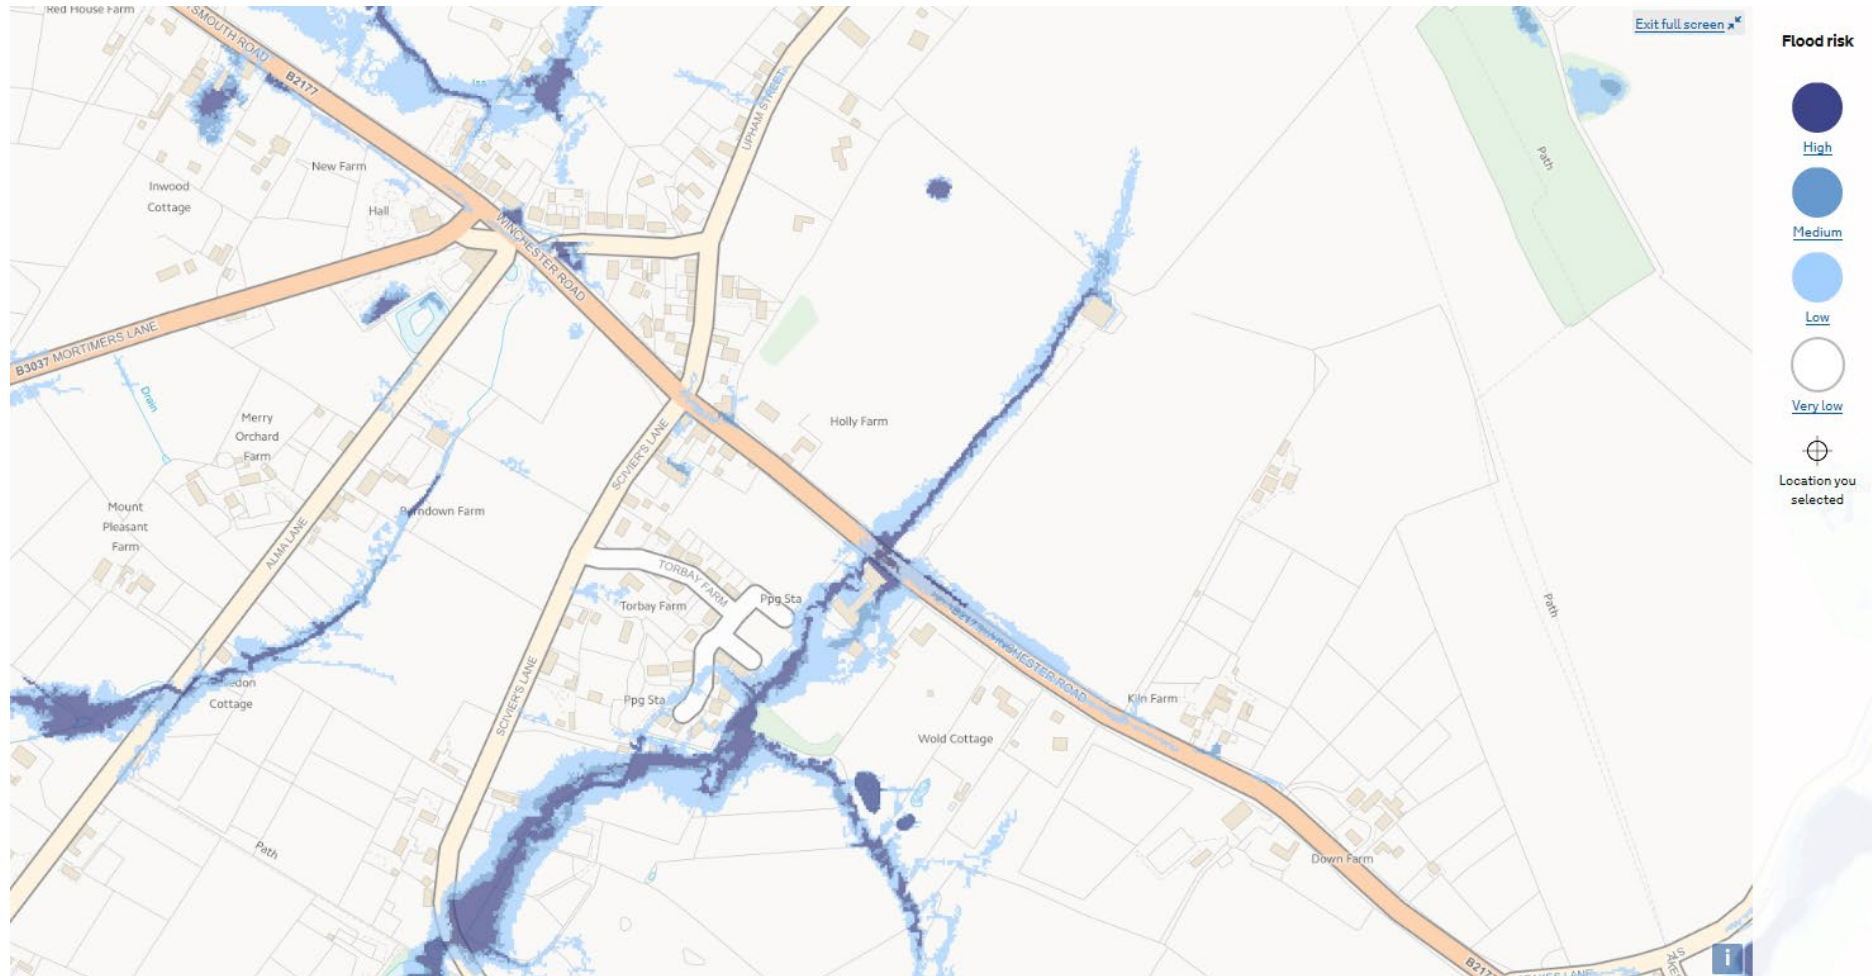 Red House Farm
Exit full screen
Flood risk
SMOUTH ROAD
B2177
Iss
UPHAM STREET
High
Path
New Farm
Inwood
Cottage
Hall
WINCHESTER ROAD
Medium
Low
B3037 MORTIMERS LANE
Drain
Very low
Merry
Orchard
Farm
Holly Farm
SCIVIER'S LANE
Location you
selected
Mount
Pleasant
Farm
ALMA LANE
TORBAY FARM
Ppg Sta
Torbay Farm
Path
WINCHESTER ROAD
SCIVIER'S LANE
Cottage
Ppg Sta
Kiln Farm
Wold Cottage
Path
Down Farm
i